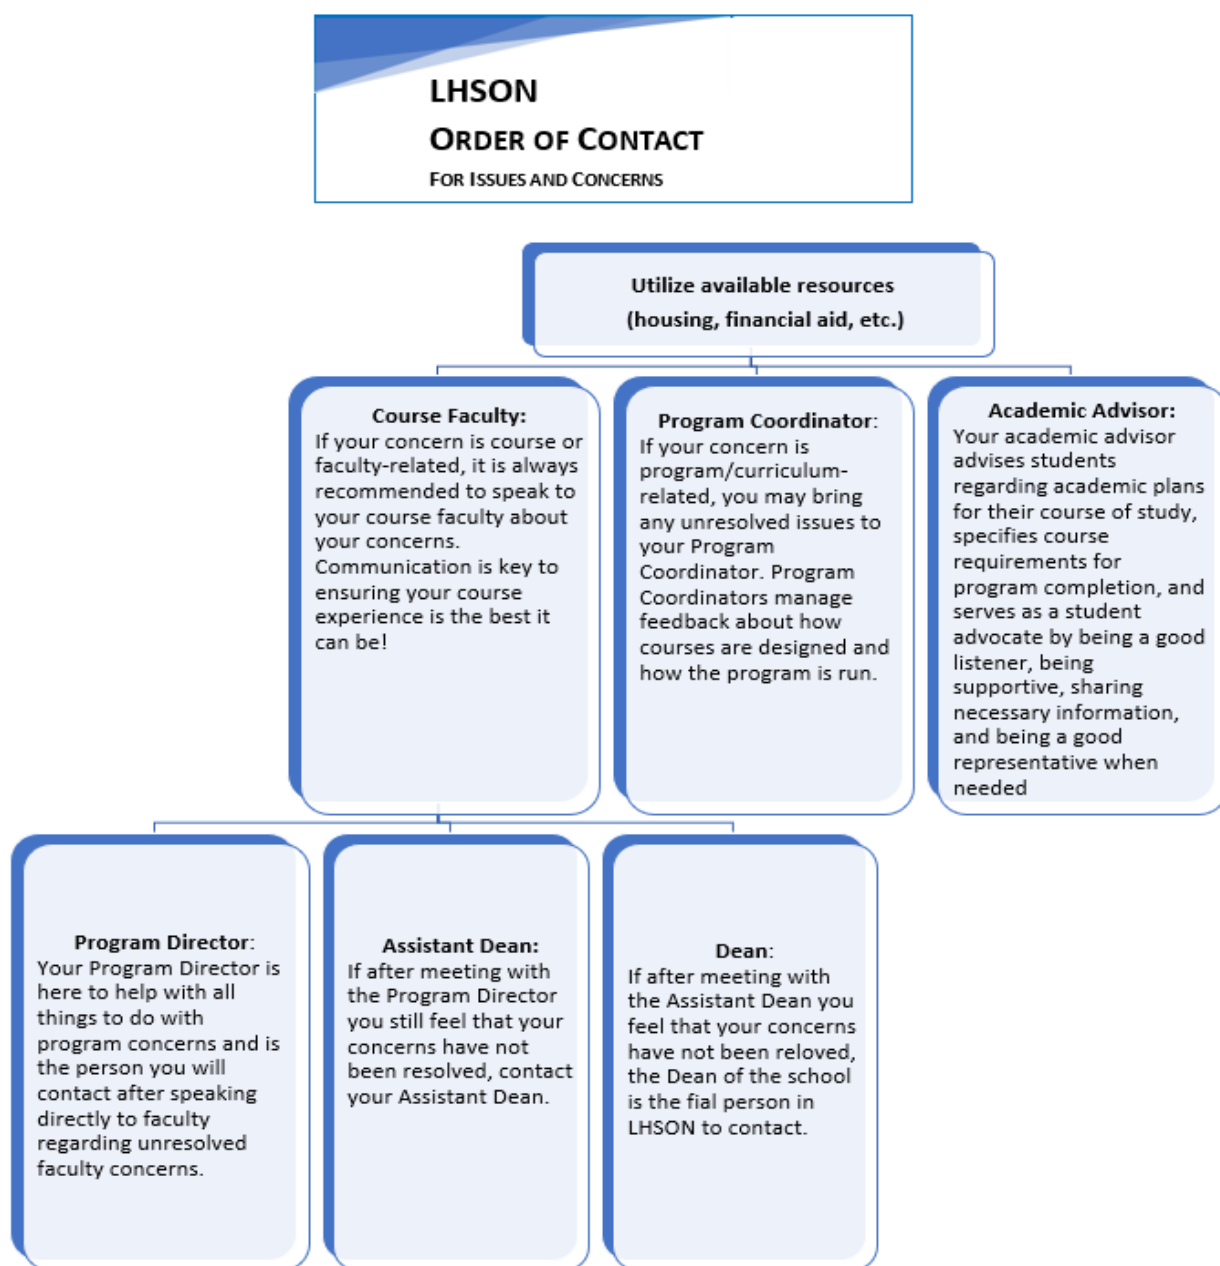 LHSON
ORDER OF CONTACT
FOR ISSUES AND CONCERNS
Utilize available resources
(housing, financial aid, etc.)
Course Faculty:
If your concern is course or
faculty-related, it is always
recommended to speak to
your course faculty about
your concerns.
Communication is key to
ensuring your course
experience is the best it
can be!
Program Coordinator:
If your concern is
program/curriculum-
related, you may bring
any unresolved issues to
your Program
Coordinator. Program
Coordinators manage
feedback about how
courses are designed and
how the program is run.
Academic Advisor:
Your academic advisor
advises students
regarding academic plans
for their course of study,
specifies course
requirements for
program completion, and
serves as a student
advocate by being a good
listener, being
supportive, sharing
necessary information,
and being a good
representative when
needed
Program Director:
Your Program Director is
here to help with all
things to do with
program concerns and is
the person you will
contact after speaking
directly to faculty
regarding unresolved
faculty concerns.
Assistant Dean:
If after meeting with
the Program Director
you still feel that your
concerns have not
been resolved, contact
your Assistant Dean.
Dean:
If after meeting with
the Assistant Dean you
feel that your concerns
have not been reloved,
the Dean of the school
is the fial person in
LHSON to contact.